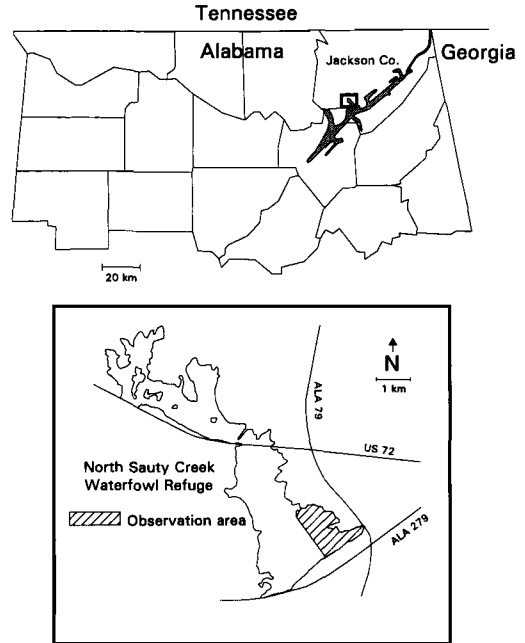 Tennessee
Alabama
Jackson Co.
Georgia
20 km
N
1 km
ALA 79
US 72
North Sauty Creek
Waterfowl Refuge
Observation area
ALA 279